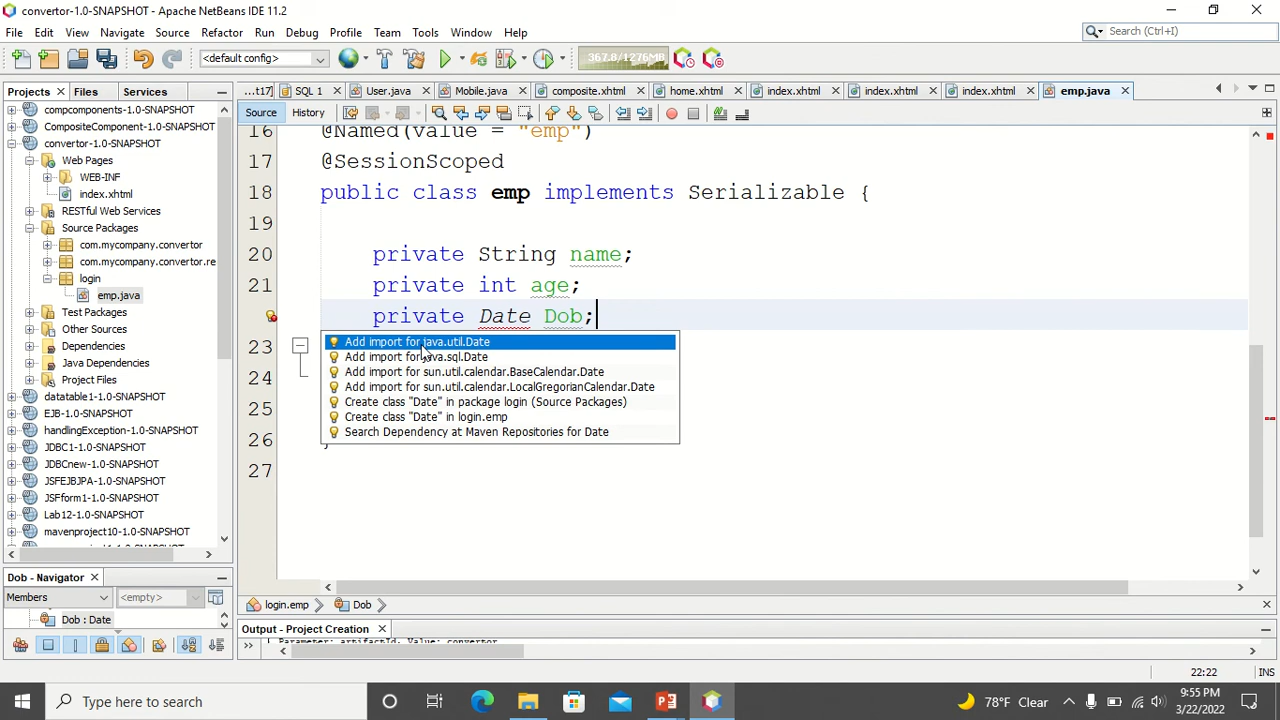 convertor-1.0-SNAPSHOT - Apache NetBeans IDE 11.2
File Edit View Navigate Source Refactor Run Debug Profile Team Tools Window Help
Search (Ctrl+I)
<default config>
367.8/1276MB
Projects Files Services
...t17] SQL 1 User.java Mobile.java composite.xhtml home.xhtml index.xhtml index.xhtml index.xhtml emp.java
Source History
compcomponents-1.0-SNAPSHOT
CompositeComponent-1.0-SNAPSHOT
convertor-1.0-SNAPSHOT
Web Pages
WEB-INF
index.xhtml
RESTful Web Services
Source Packages
com.mycompany.convertor
com.mycompany.convertor.re
login
emp.java
Test Packages
Other Sources
Dependencies
Java Dependencies
Project Files
datatable1-1.0-SNAPSHOT
EJB-1.0-SNAPSHOT
handlingException-1.0-SNAPSHOT
JDBC1-1.0-SNAPSHOT
JDBCnew-1.0-SNAPSHOT
JSFEJBJPA-1.0-SNAPSHOT
JSFform1-1.0-SNAPSHOT
Lab12-1.0-SNAPSHOT
mavenproject10-1.0-SNAPSHOT
16 @Named(value = "emp")
17 @SessionScoped
18 public class emp implements Serializable {
19
20 private String name;
21 private int age;
private Date Dob;
23
24
25
26 }
27
Add import for java.util.Date
Add import for java.sql.Date
Add import for sun.util.calendar.BaseCalendar.Date
Add import for sun.util.calendar.LocalGregorianCalendar.Date
Create class "Date" in package login (Source Packages)
Create class "Date" in login.emp
Search Dependency at Maven Repositories for Date
Dob - Navigator
Members <empty>
Dob : Date
login.emp Dob
Output - Project Creation
Parameter: artifactId, Value: convertor
22:22 INS
Type here to search
78°F Clear
9:55 PM
3/22/2022